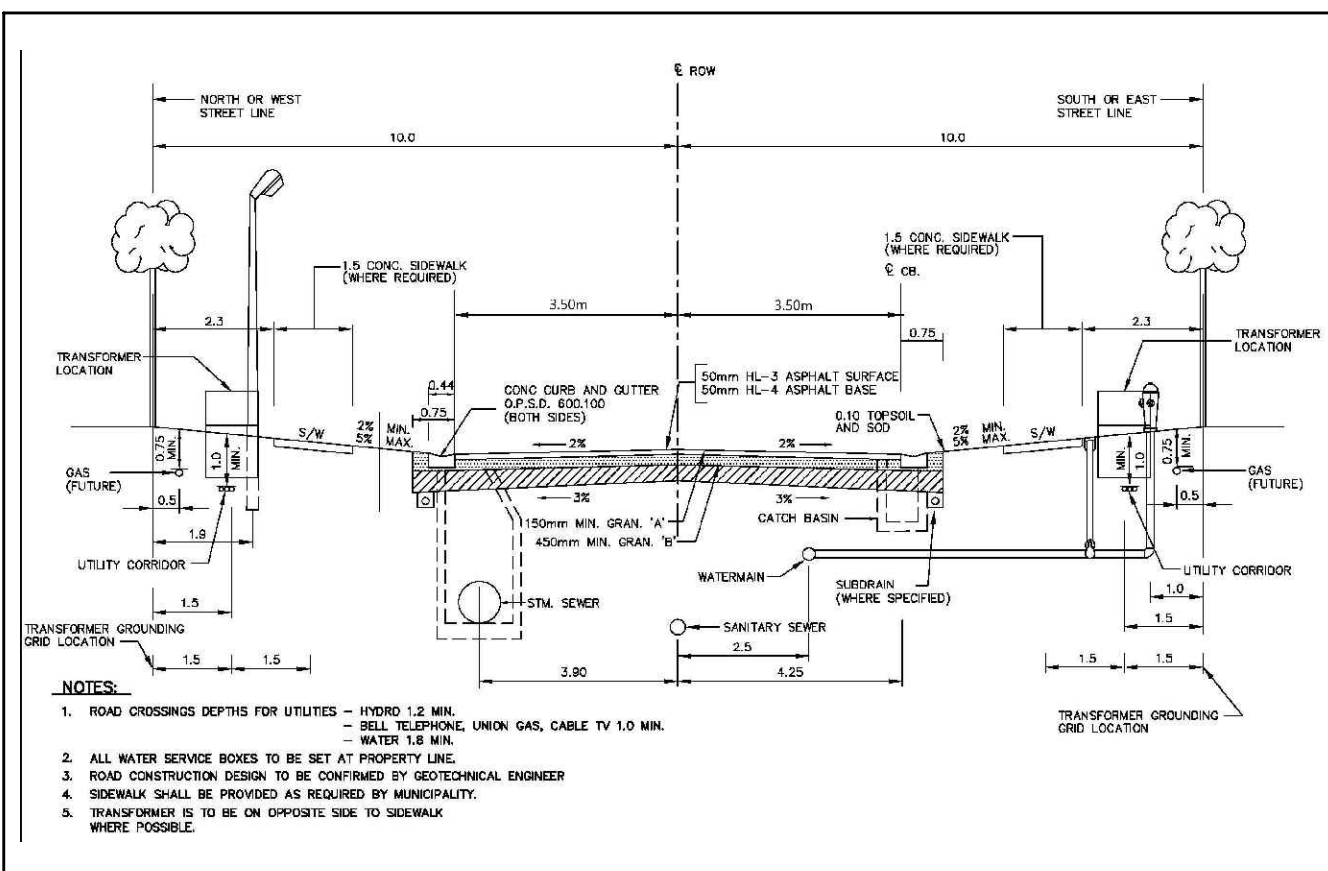 ℄ ROW
NORTH OR WEST
STREET LINE
SOUTH OR EAST
STREET LINE
10.0
10.0
1.5 CONC. SIDEWALK
(WHERE REQUIRED)
1.5 CONC. SIDEWALK
(WHERE REQUIRED)
℄ CB.
3.50m
3.50m
2.3
0.75
2.3
TRANSFORMER
LOCATION
TRANSFORMER
LOCATION
0.44
0.75
CONC CURB AND GUTTER
O.P.S.D. 600.100
(BOTH SIDES)
50mm HL-3 ASPHALT SURFACE
50mm HL-4 ASPHALT BASE
0.10 TOPSOIL
AND SOD
S/W
2% MIN.
5% MAX.
2%
2%
2% MIN.
5% MAX.
S/W
0.75
MIN.
1.0
MIN.
MIN.
1.0
0.75
MIN.
GAS
(FUTURE)
GAS
(FUTURE)
0.5
0.5
3%
3%
CATCH BASIN
150mm MIN. GRAN. 'A'
450mm MIN. GRAN. 'B'
1.9
UTILITY CORRIDOR
WATERMAIN
SUBDRAIN
(WHERE SPECIFIED)
UTILITY CORRIDOR
1.0
1.5
STM. SEWER
SANITARY SEWER
1.5
TRANSFORMER GROUNDING
GRID LOCATION
1.5
1.5
2.5
3.90
4.25
1.5
1.5
TRANSFORMER GROUNDING
GRID LOCATION
NOTES:
1. ROAD CROSSINGS DEPTHS FOR UTILITIES – HYDRO 1.2 MIN.
– BELL TELEPHONE, UNION GAS, CABLE TV 1.0 MIN.
– WATER 1.8 MIN.
2. ALL WATER SERVICE BOXES TO BE SET AT PROPERTY LINE.
3. ROAD CONSTRUCTION DESIGN TO BE CONFIRMED BY GEOTECHNICAL ENGINEER
4. SIDEWALK SHALL BE PROVIDED AS REQUIRED BY MUNICIPALITY.
5. TRANSFORMER IS TO BE ON OPPOSITE SIDE TO SIDEWALK
WHERE POSSIBLE.